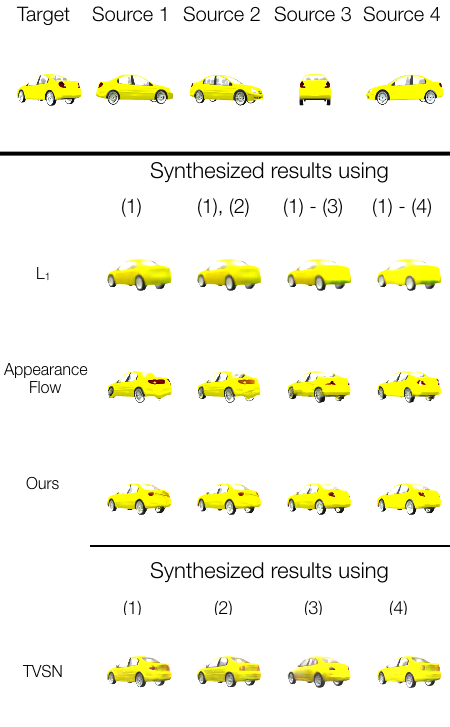 Target Source 1 Source 2 Source 3 Source 4
Synthesized results using
(1) (1), (2) (1) - (3) (1) - (4)
L₁
Appearance
Flow
Ours
Synthesized results using
(1) (2) (3) (4)
TVSN